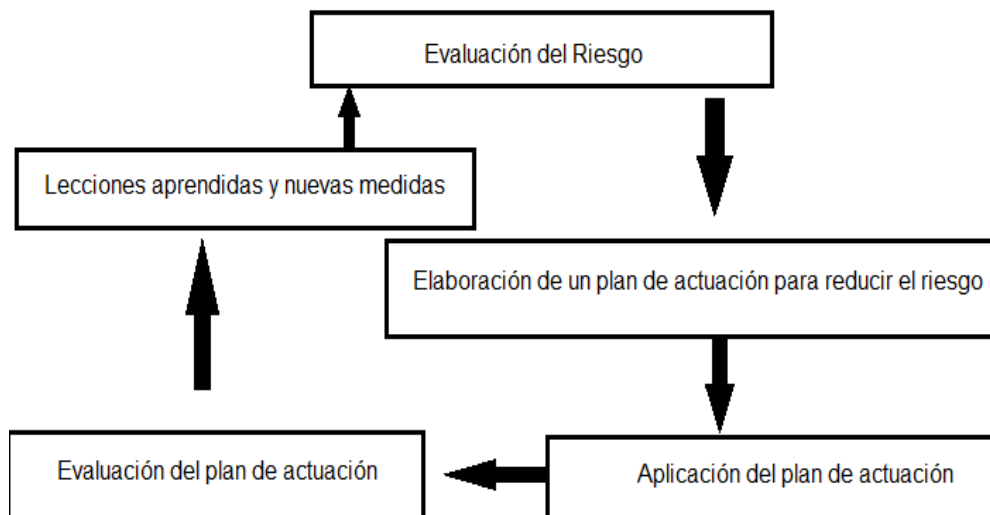 Evaluación del Riesgo
Lecciones aprendidas y nuevas medidas
Elaboración de un plan de actuación para reducir el riesgo
Evaluación del plan de actuación
Aplicación del plan de actuación